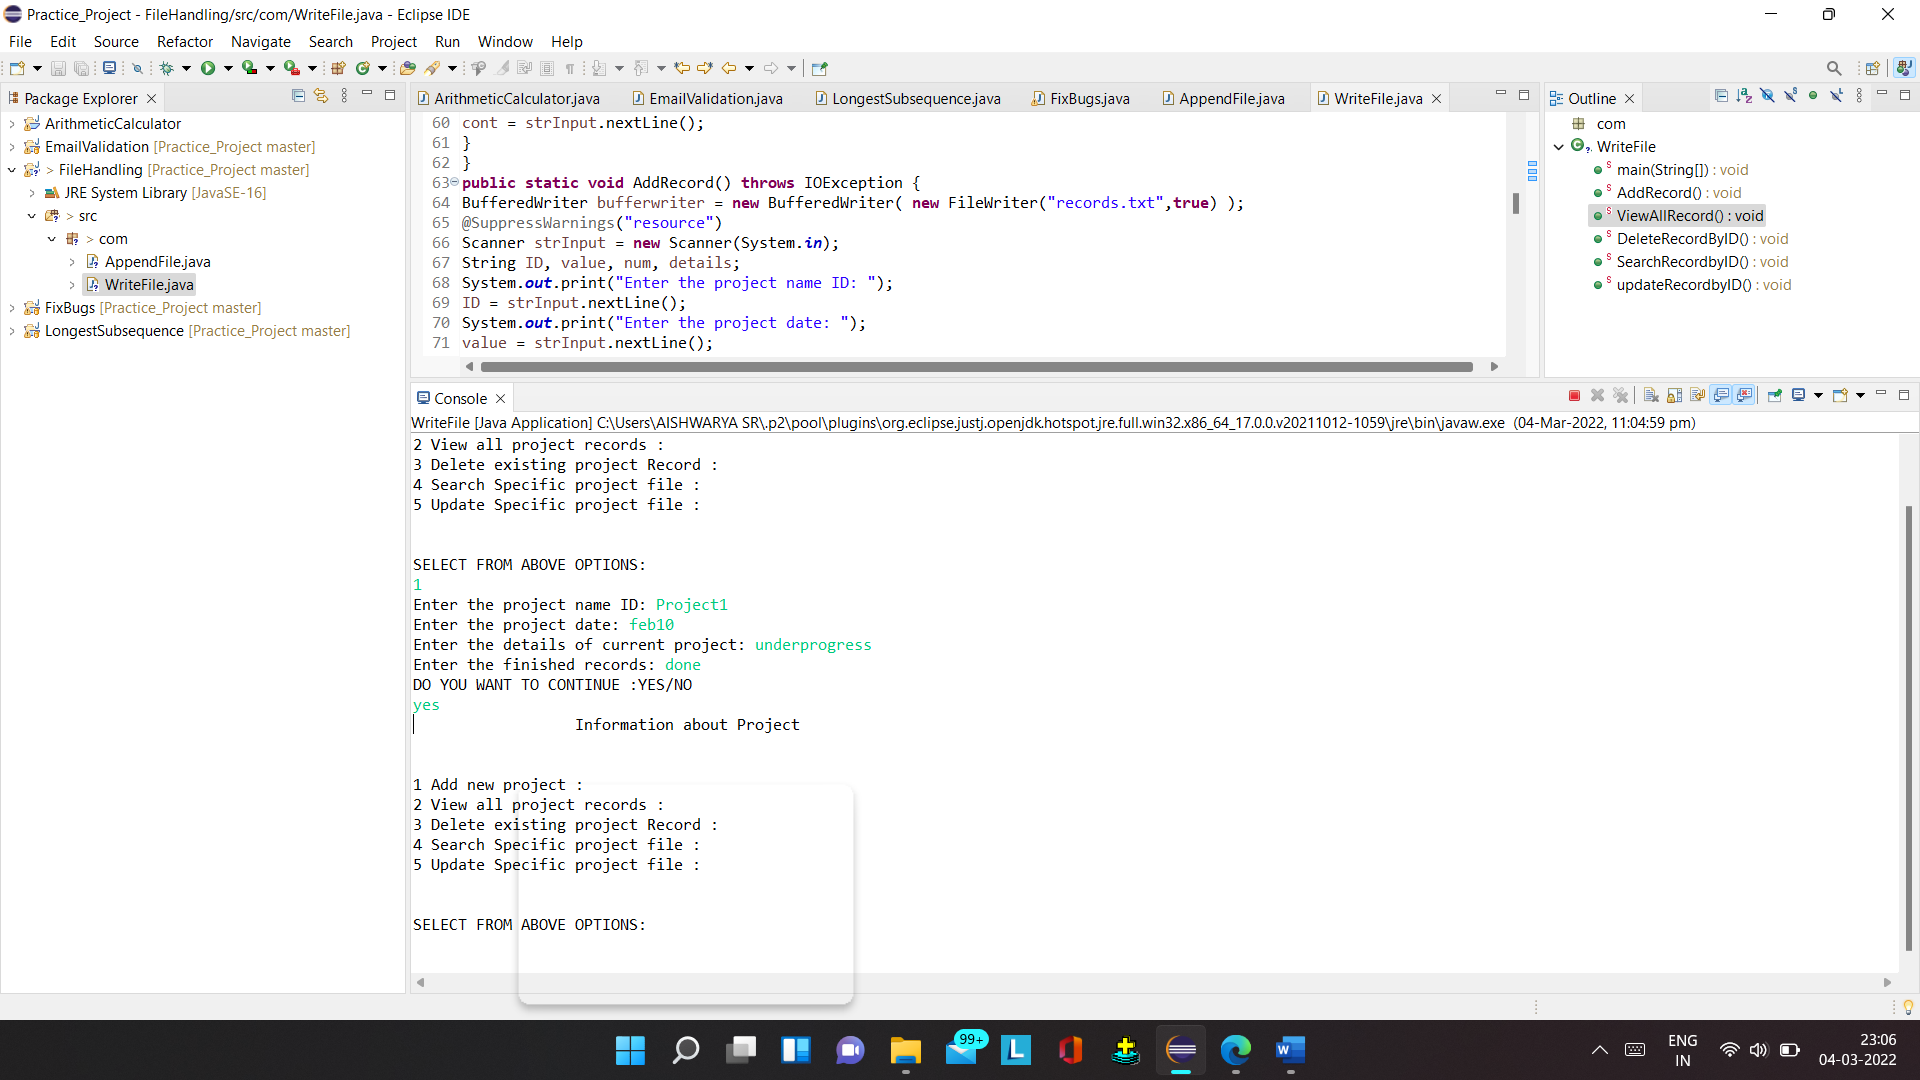 Practice_Project - FileHandling/src/com/WriteFile.java - Eclipse IDE
File Edit Source Refactor Navigate Search Project Run Window Help
Package Explorer
ArithmeticCalculator
EmailValidation [Practice_Project master]
> FileHandling [Practice_Project master]
JRE System Library [JavaSE-16]
> src
> com
AppendFile.java
WriteFile.java
FixBugs [Practice_Project master]
LongestSubsequence [Practice_Project master]
ArithmeticCalculator.java EmailValidation.java LongestSubsequence.java FixBugs.java AppendFile.java WriteFile.java
60 cont = strInput.nextLine();
61 }
62 }
63 public static void AddRecord() throws IOException {
64 BufferedWriter bufferwriter = new BufferedWriter( new FileWriter("records.txt",true) );
65 @SuppressWarnings("resource")
66 Scanner strInput = new Scanner(System.in);
67 String ID, value, num, details;
68 System.out.print("Enter the project name ID: ");
69 ID = strInput.nextLine();
70 System.out.print("Enter the project date: ");
71 value = strInput.nextLine();
Outline
com
WriteFile
main(String[]) : void
AddRecord() : void
ViewAllRecord() : void
DeleteRecordByID() : void
SearchRecordbyID() : void
updateRecordbyID() : void
Console
WriteFile [Java Application] C:\Users\AISHWARYA SR\.p2\pool\plugins\org.eclipse.justj.openjdk.hotspot.jre.full.win32.x86_64_17.0.0.v20211012-1059\jre\bin\javaw.exe (04-Mar-2022, 11:04:59 pm)
2 View all project records :
3 Delete existing project Record :
4 Search Specific project file :
5 Update Specific project file :
SELECT FROM ABOVE OPTIONS:
1
Enter the project name ID: Project1
Enter the project date: feb10
Enter the details of current project: underprogress
Enter the finished records: done
DO YOU WANT TO CONTINUE :YES/NO
yes
Information about Project
1 Add new project :
2 View all project records :
3 Delete existing project Record :
4 Search Specific project file :
5 Update Specific project file :
SELECT FROM ABOVE OPTIONS:
99+
ENG
IN
23:06
04-03-2022